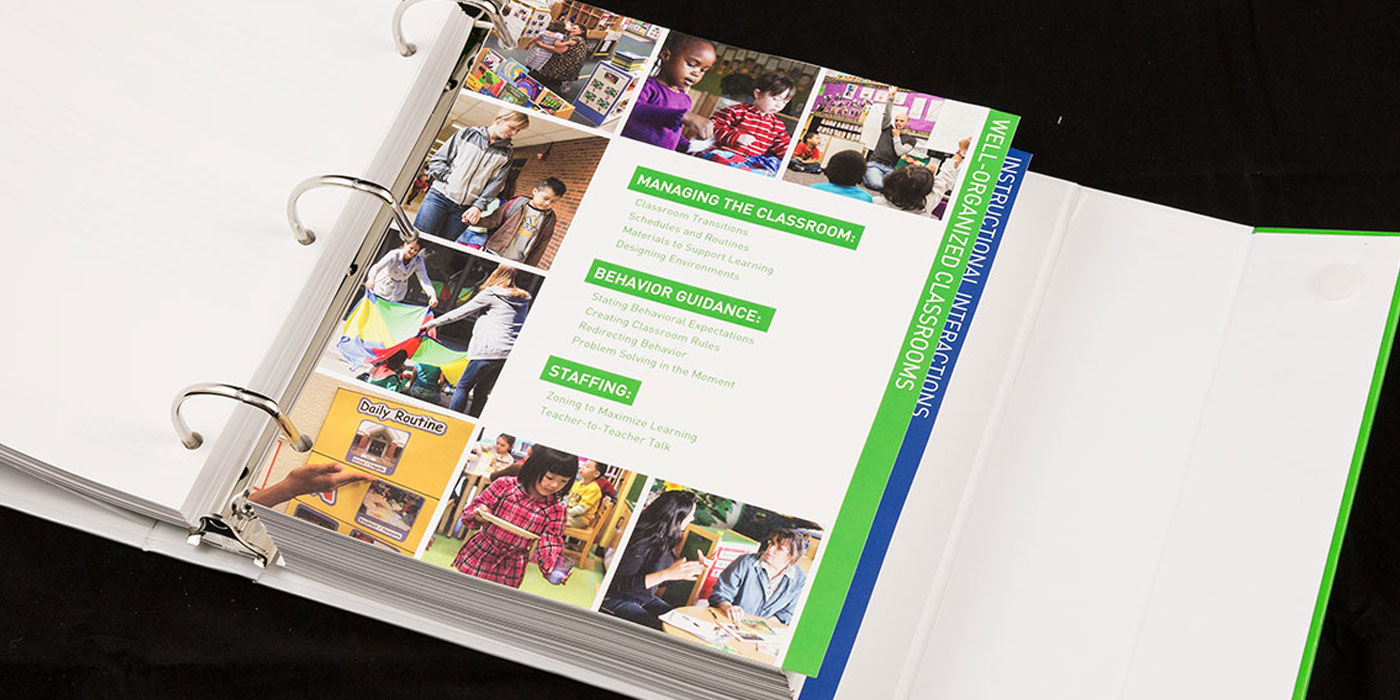 MANAGING THE CLASSROOM:
Classroom Transitions
Schedules and Routines
Materials to Support Learning
Designing Environments
BEHAVIOR GUIDANCE:
Stating Behavioral Expectations
Creating Classroom Rules
Redirecting Behavior
Problem Solving in the Moment
STAFFING:
Zoning to Maximize Learning
Teacher-to-Teacher Talk
WELL-ORGANIZED CLASSROOMS
INSTRUCTIONAL INTERACTIONS
Daily Routine